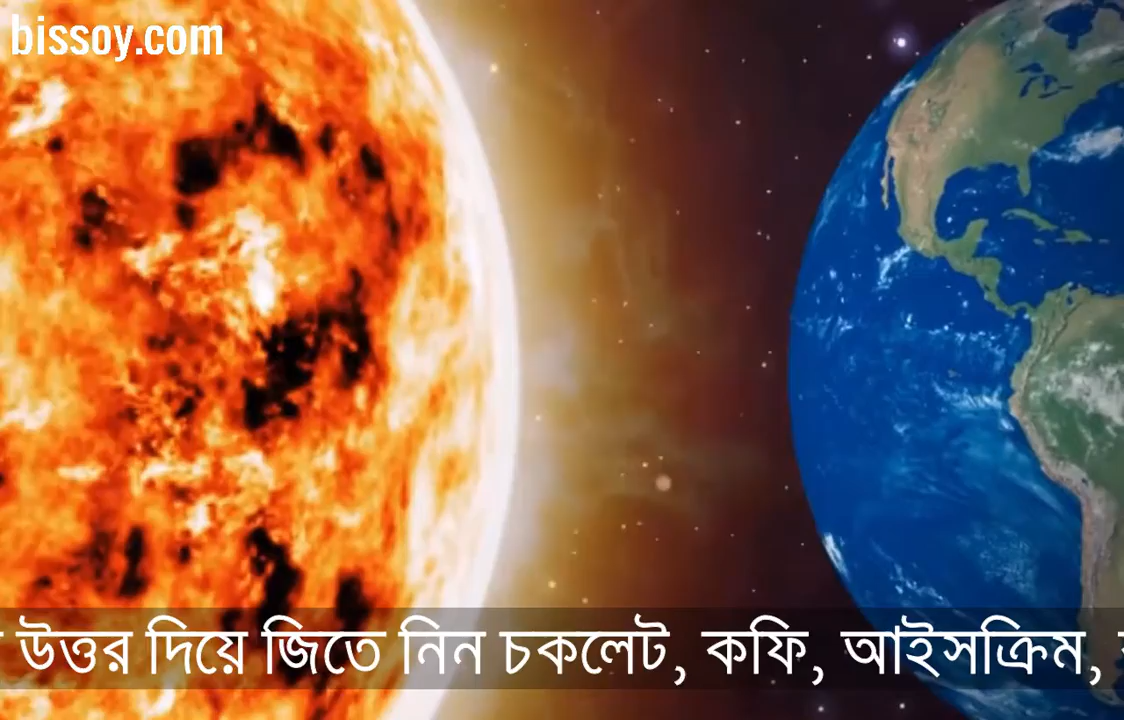 bissoy.com
উত্তর দিয়ে জিতে নিন চকলেট, কফি, আইসক্রিম,